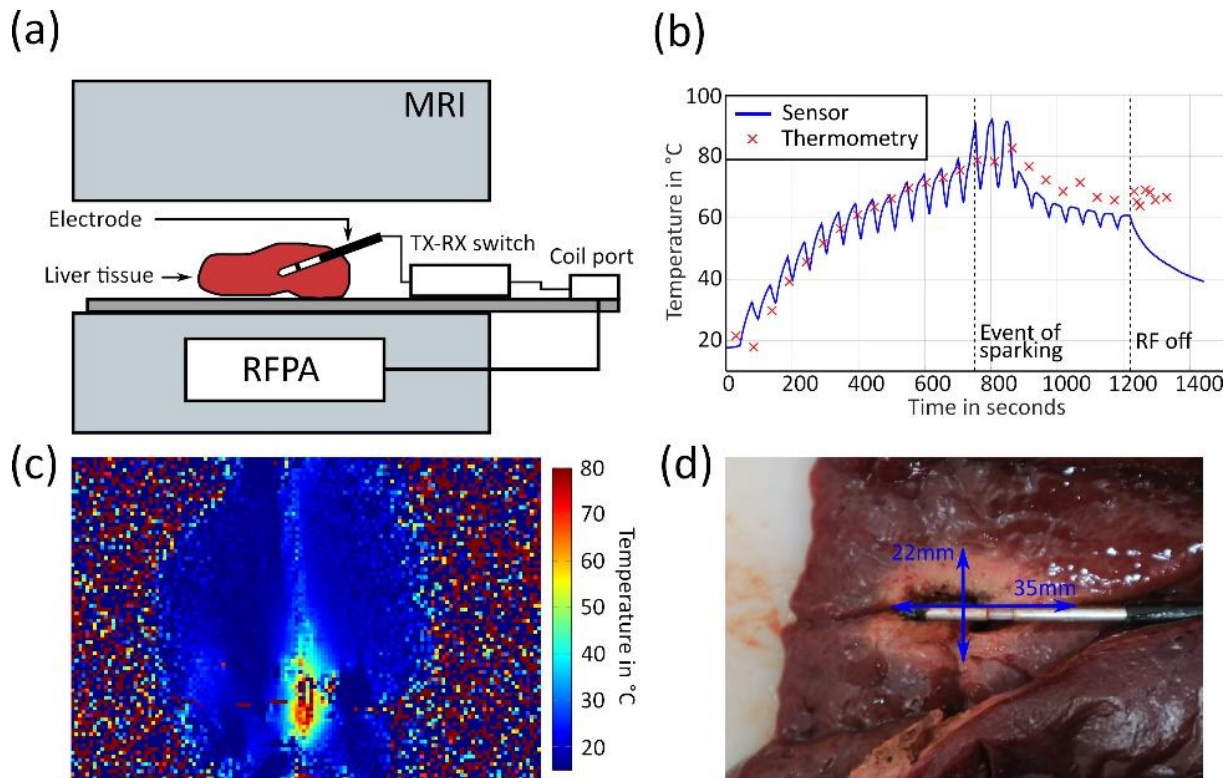 (a)
MRI
Electrode
TX-RX switch
Coil port
Liver tissue
RFPA
(b)
100
80
60
40
20
Temperature in °C
Sensor
Thermometry
Event of
sparking
RF off
0
200
400
600
800
1000
1200
1400
Time in seconds
(c)
80
70
60
50
40
30
20
Temperature in °C
(d)
22mm
35mm